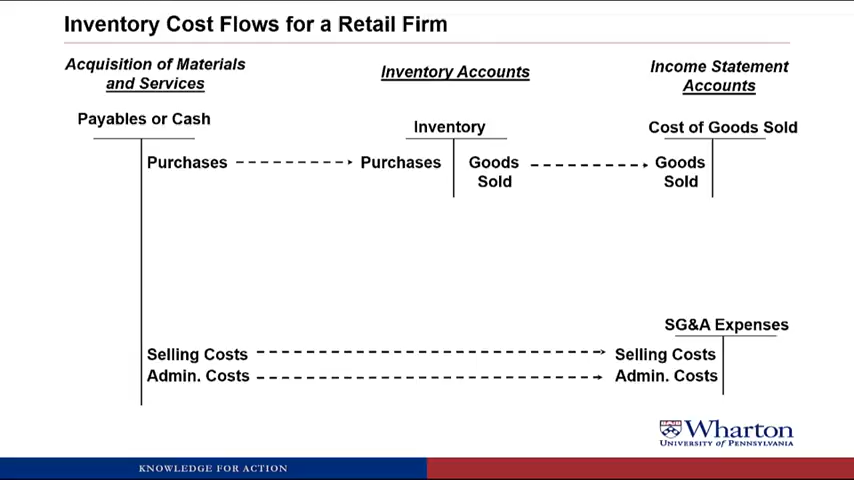 Inventory Cost Flows for a Retail Firm
Acquisition of Materials
and Services
Inventory Accounts
Income Statement
Accounts
Payables or Cash
Inventory
Cost of Goods Sold
Purchases
Purchases
Goods
Sold
Goods
Sold
SG&A Expenses
Selling Costs
Selling Costs
Admin. Costs
Admin. Costs
Wharton
UNIVERSITY of PENNSYLVANIA
KNOWLEDGE FOR ACTION